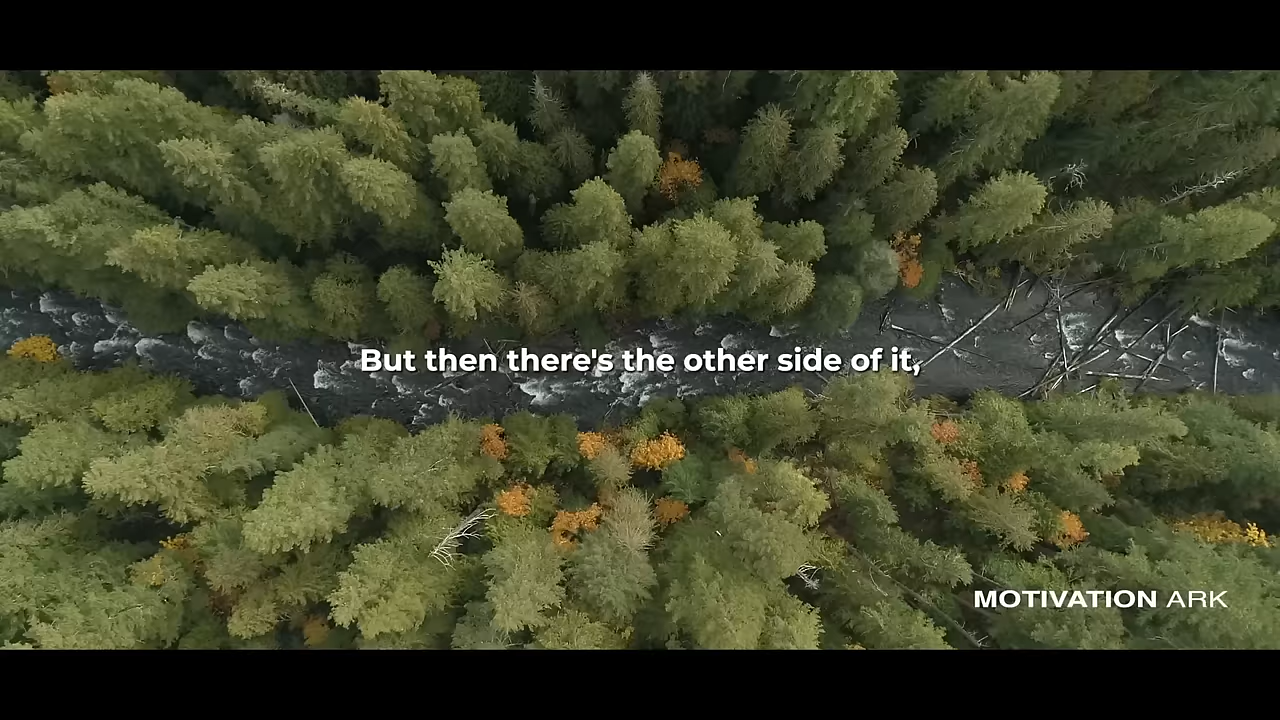 But then there's the other side of it,
MOTIVATION ARK